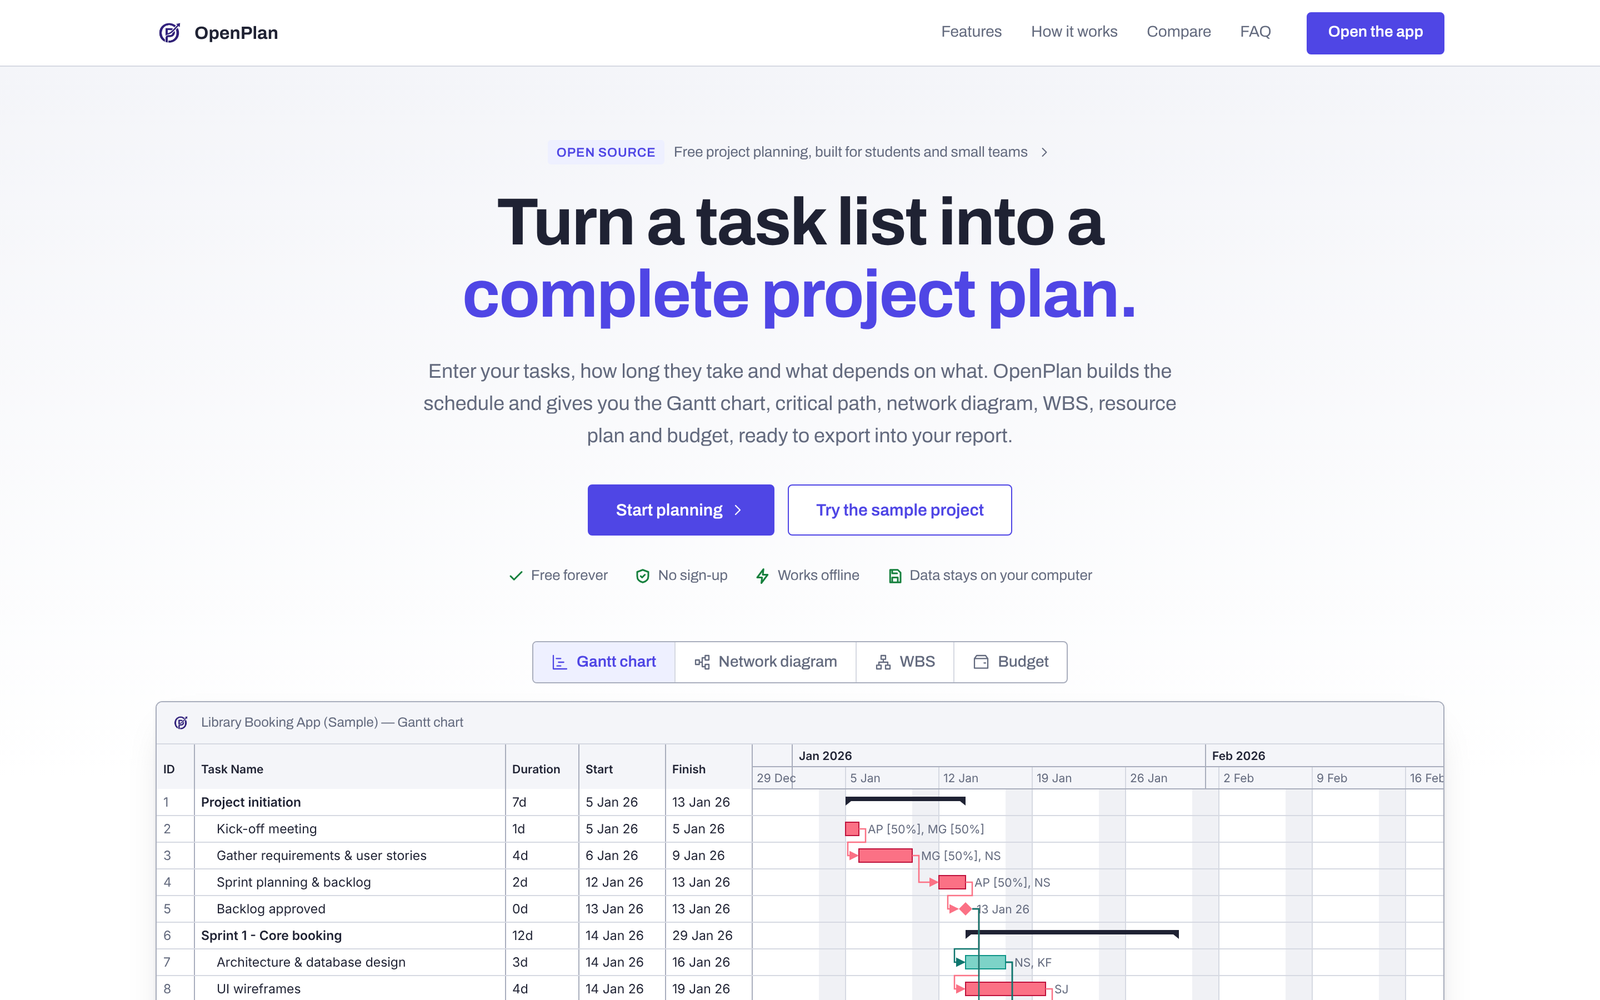 OpenPlan
Features How it works Compare FAQ Open the app
OPEN SOURCE Free project planning, built for students and small teams
Turn a task list into a
complete project plan.
Enter your tasks, how long they take and what depends on what. OpenPlan builds the
schedule and gives you the Gantt chart, critical path, network diagram, WBS, resource
plan and budget, ready to export into your report.
Start planning Try the sample project
Free forever No sign-up Works offline Data stays on your computer
Gantt chart Network diagram WBS Budget
Library Booking App (Sample) — Gantt chart
Jan 2026 Feb 2026
ID Task Name Duration Start Finish
29 Dec 5 Jan 12 Jan 19 Jan 26 Jan 2 Feb 9 Feb 16 Feb
1 Project initiation 7d 5 Jan 26 13 Jan 26
2 Kick-off meeting 1d 5 Jan 26 5 Jan 26 AP [50%], MG [50%]
3 Gather requirements & user stories 4d 6 Jan 26 9 Jan 26 MG [50%], NS
4 Sprint planning & backlog 2d 12 Jan 26 13 Jan 26 AP [50%], NS
5 Backlog approved 0d 13 Jan 26 13 Jan 26 13 Jan 26
6 Sprint 1 - Core booking 12d 14 Jan 26 29 Jan 26
7 Architecture & database design 3d 14 Jan 26 16 Jan 26 NS, KF
8 UI wireframes 4d 14 Jan 26 19 Jan 26 SJ